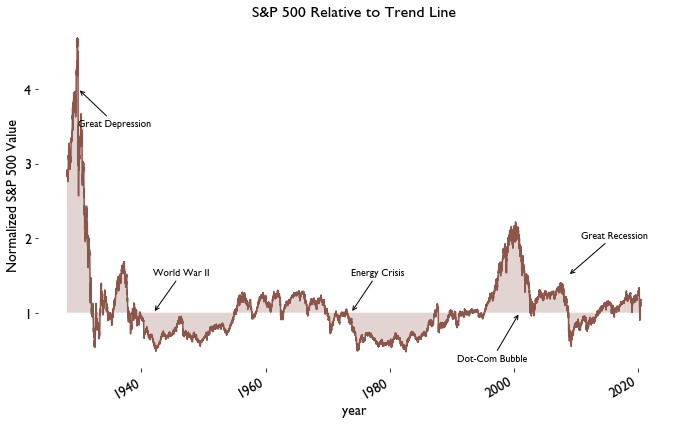 S&P 500 Relative to Trend Line
Normalized S&P 500 Value
4
3
2
1
Great Depression
World War II
Energy Crisis
Great Recession
Dot-Com Bubble
1940
1960
1980
2000
2020
year